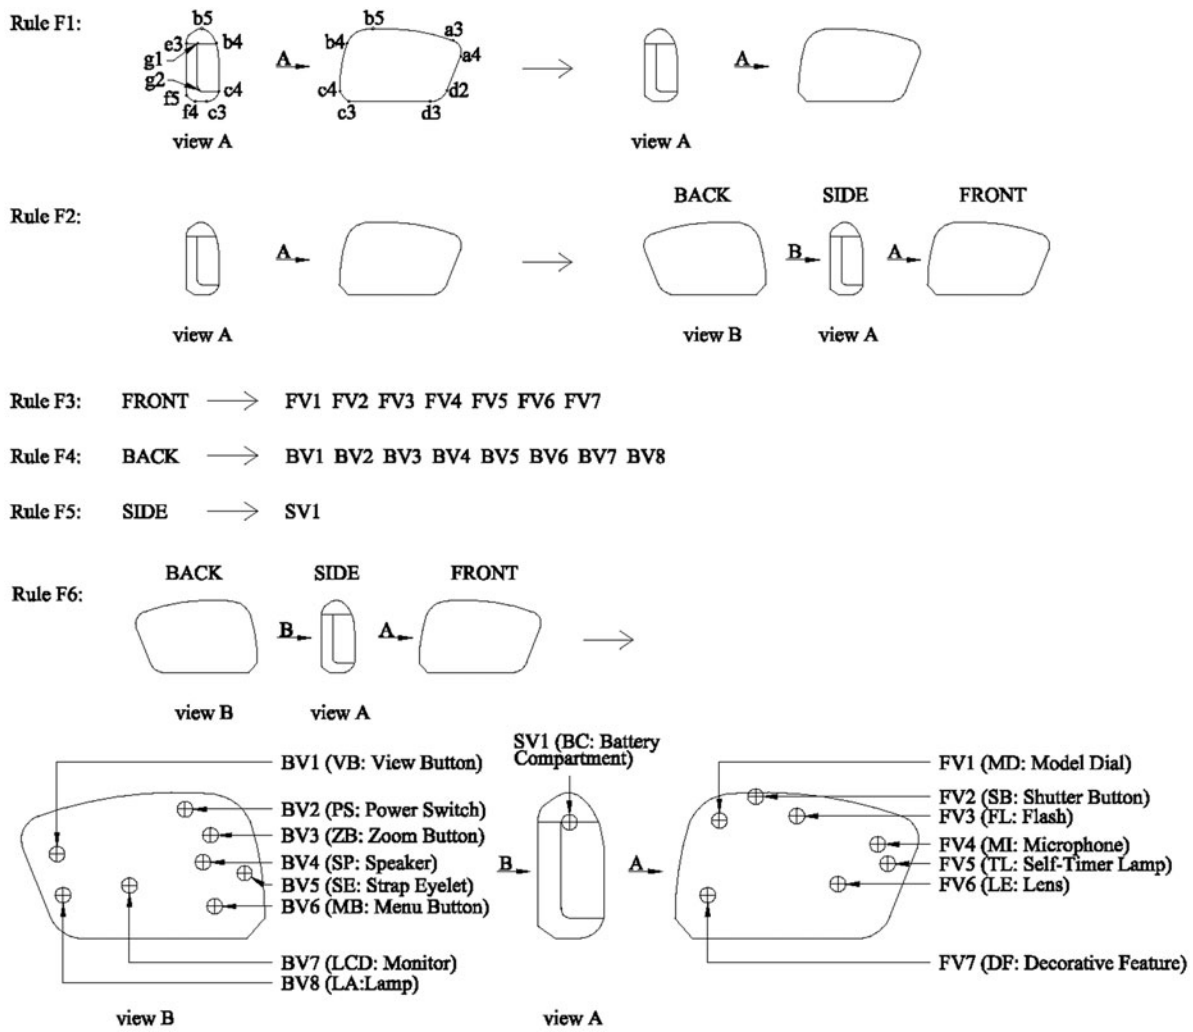 Rule F1:
b5 b5
e3 b4 b4 a3
g1 A a4 A
g2
f5 c4 c4 d2
f4 c3 c3 d3
view A view A
BACK SIDE FRONT
Rule F2:
A B A
view A view B view A
Rule F3: FRONT FV1 FV2 FV3 FV4 FV5 FV6 FV7
Rule F4: BACK BV1 BV2 BV3 BV4 BV5 BV6 BV7 BV8
Rule F5: SIDE SV1
BACK SIDE FRONT
Rule F6:
B A
view B view A
SV1 (BC: Battery
Compartment)
BV1 (VB: View Button)
BV2 (PS: Power Switch)
BV3 (ZB: Zoom Button)
BV4 (SP: Speaker)
BV5 (SE: Strap Eyelet)
BV6 (MB: Menu Button)
BV7 (LCD: Monitor)
BV8 (LA:Lamp)
B A
FV1 (MD: Model Dial)
FV2 (SB: Shutter Button)
FV3 (FL: Flash)
FV4 (MI: Microphone)
FV5 (TL: Self-Timer Lamp)
FV6 (LE: Lens)
FV7 (DF: Decorative Feature)
view B view A